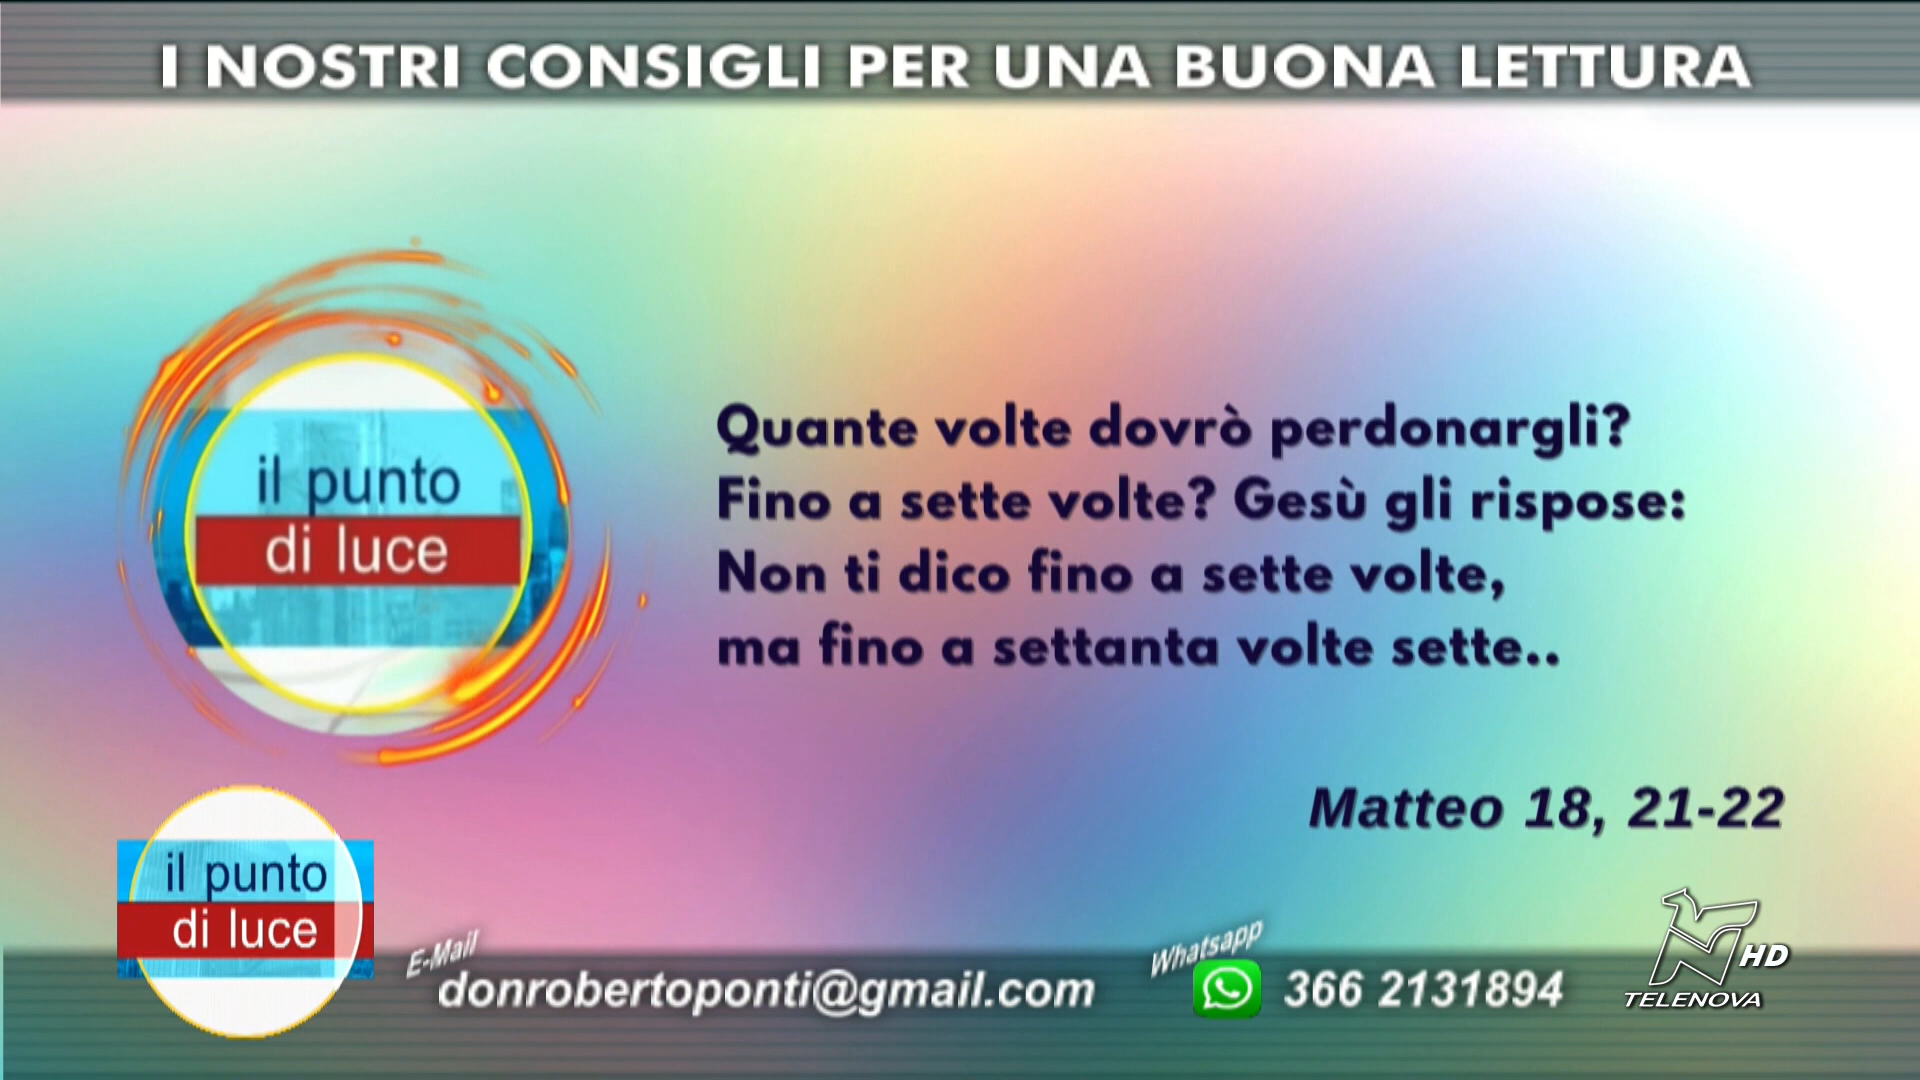 I NOSTRI CONSIGLI PER UNA BUONA LETTURA
il punto
di luce
Quante volte dovrò perdonargli?
Fino a sette volte? Gesù gli rispose:
Non ti dico fino a sette volte,
ma fino a settanta volte sette..
Matteo 18, 21-22
il punto
di luce
E-Mail
donrobertoponti@gmail.com
Whatsapp
366 2131894
HD
TELENOVA